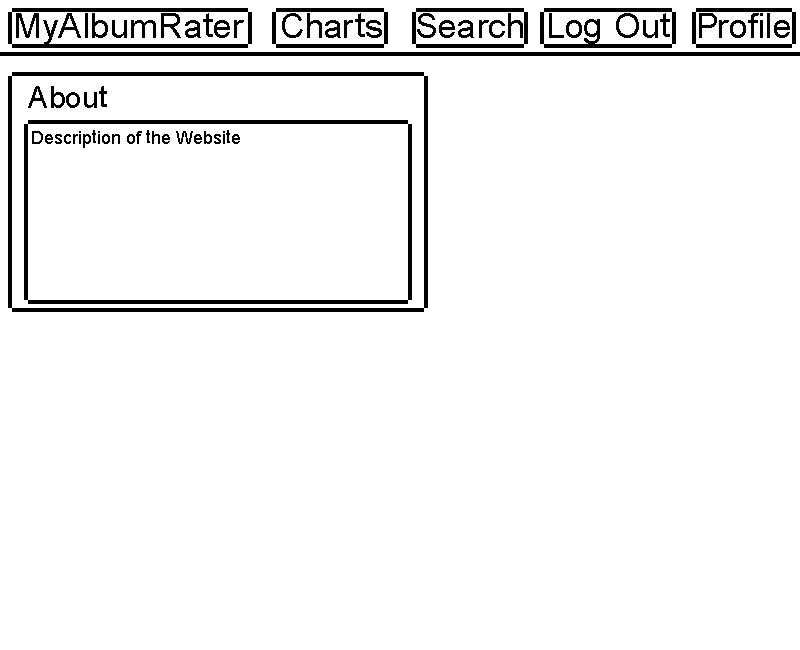 MyAlbumRater Charts Search Log Out Profile
About
Description of the Website